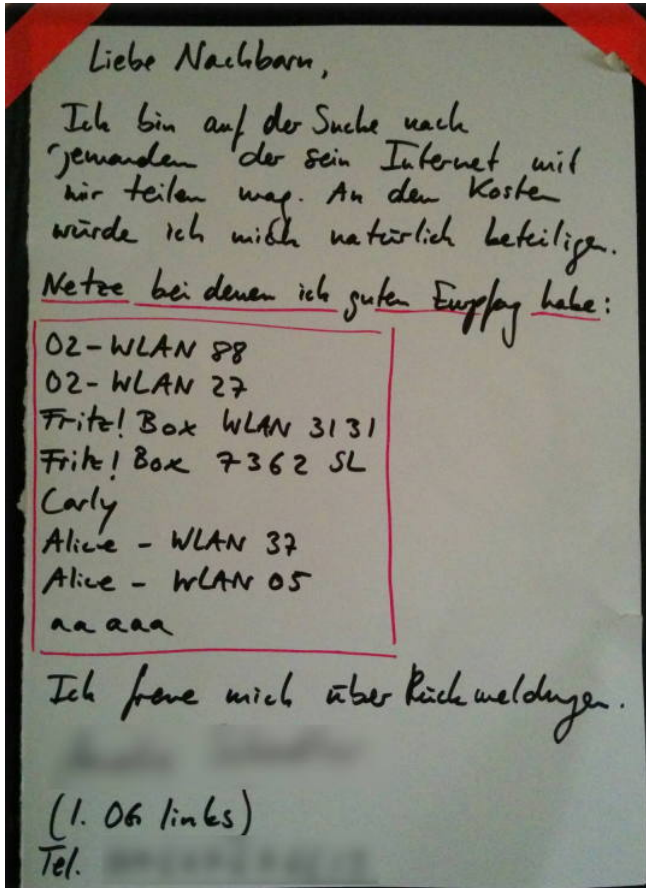 Liebe Nachbarn,
Ich bin auf der Suche nach
jemanden der sein Internet mit
mir teilen mag. An den Kosten
würde ich mich natürlich beteiligen.
Netze bei denen ich guten Empfang habe:
O2-WLAN 88
O2-WLAN 27
Fritz! Box WLAN 3131
Fritz! Box 7362 SL
Carly
Alice - WLAN 37
Alice - WLAN 05
aa aaa
Ich freue mich über Rückmeldungen.
(1. OG links)
Tel.